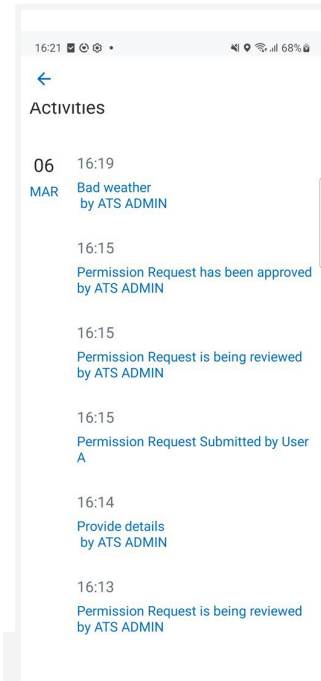 16:21
68%
Activities
06
16:19
MAR
Bad weather
by ATS ADMIN
16:15
Permission Request has been approved
by ATS ADMIN
16:15
Permission Request is being reviewed
by ATS ADMIN
16:15
Permission Request Submitted by User
A
16:14
Provide details
by ATS ADMIN
16:13
Permission Request is being reviewed
by ATS ADMIN